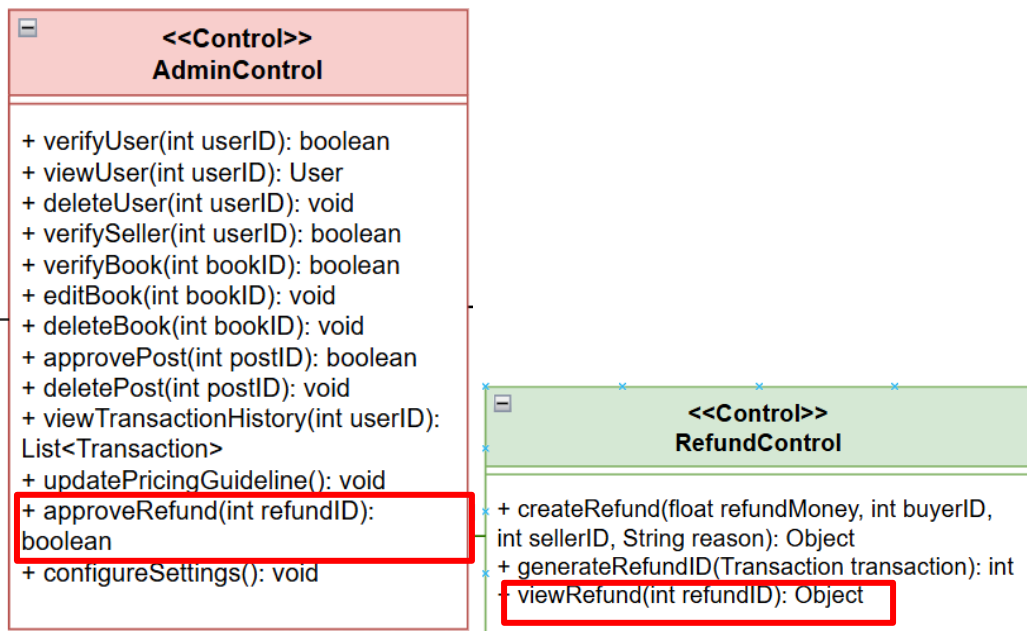 <<Control>>
AdminControl
+ verifyUser(int userID): boolean
+ viewUser(int userID): User
+ deleteUser(int userID): void
+ verifySeller(int userID): boolean
+ verifyBook(int bookID): boolean
+ editBook(int bookID): void
+ deleteBook(int bookID): void
+ approvePost(int postID): boolean
+ deletePost(int postID): void
+ viewTransactionHistory(int userID):
List<Transaction>
+ updatePricingGuideline(): void
+ approveRefund(int refundID):
boolean
+ configureSettings(): void
<<Control>>
RefundControl
+ createRefund(float refundMoney, int buyerID,
int sellerID, String reason): Object
+ generateRefundID(Transaction transaction): int
+ viewRefund(int refundID): Object